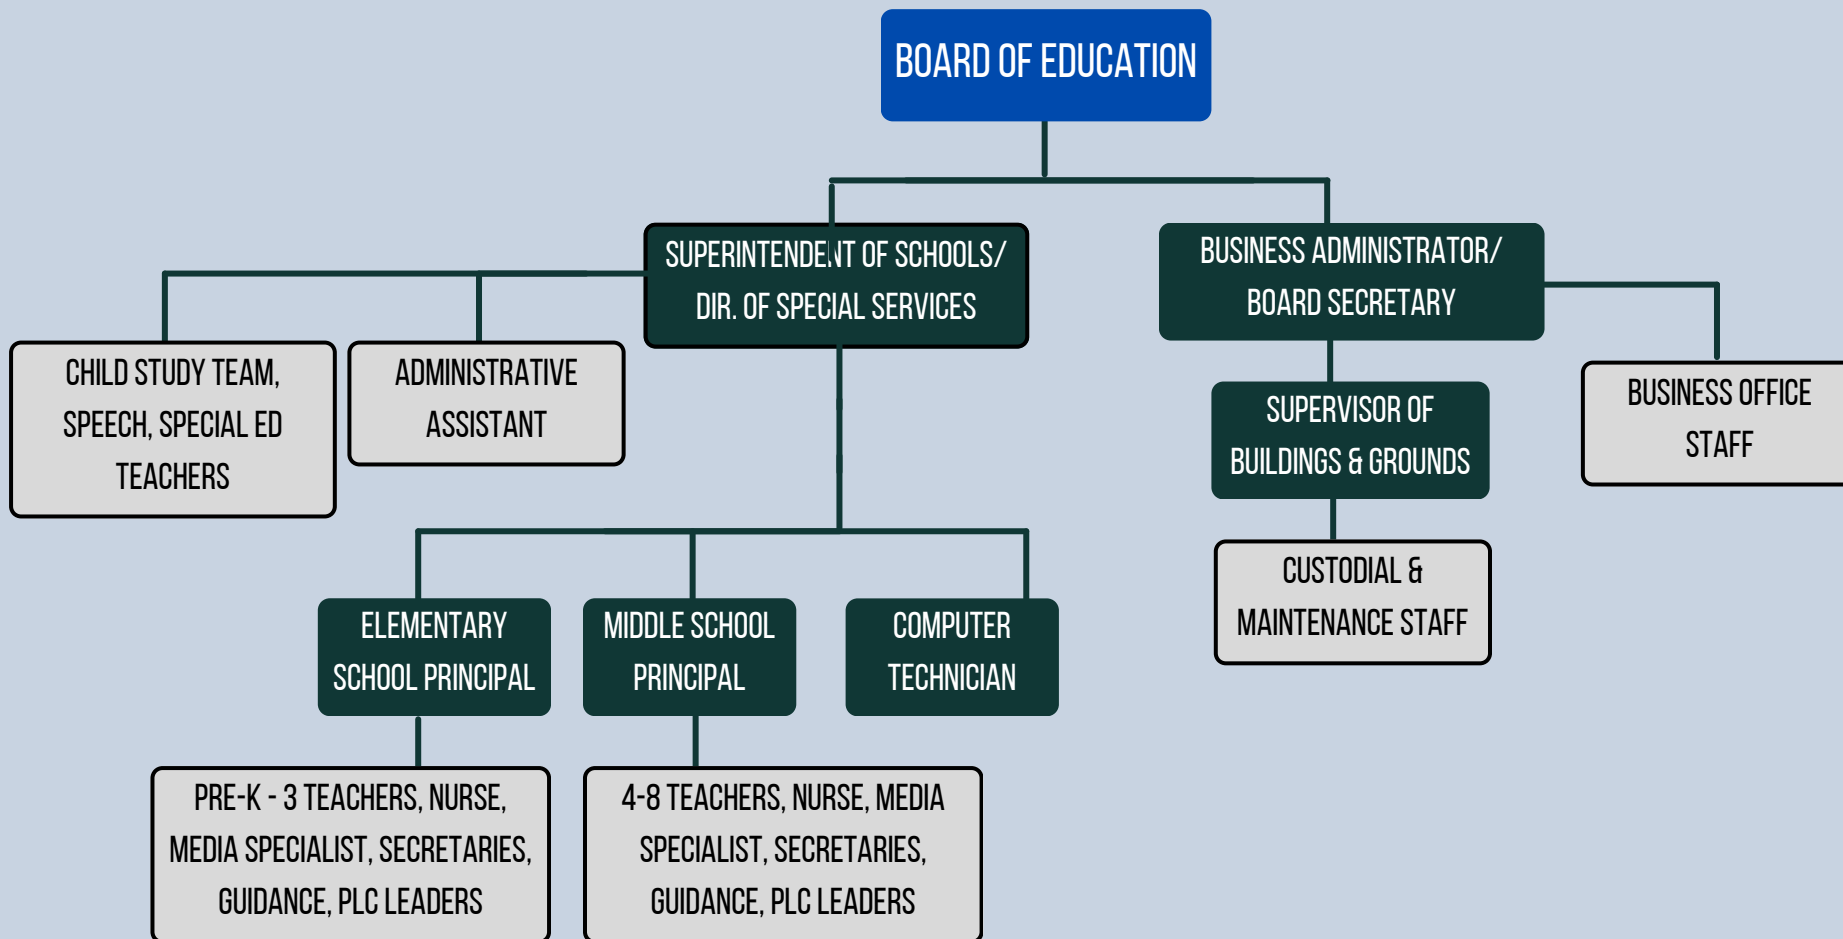 BOARD OF EDUCATION
SUPERINTENDENT OF SCHOOLS/
DIR. OF SPECIAL SERVICES
BUSINESS ADMINISTRATOR/
BOARD SECRETARY
CHILD STUDY TEAM,
SPEECH, SPECIAL ED
TEACHERS
ADMINISTRATIVE
ASSISTANT
SUPERVISOR OF
BUILDINGS & GROUNDS
BUSINESS OFFICE
STAFF
CUSTODIAL &
MAINTENANCE STAFF
ELEMENTARY
SCHOOL PRINCIPAL
MIDDLE SCHOOL
PRINCIPAL
COMPUTER
TECHNICIAN
PRE-K - 3 TEACHERS, NURSE,
MEDIA SPECIALIST, SECRETARIES,
GUIDANCE, PLC LEADERS
4-8 TEACHERS, NURSE, MEDIA
SPECIALIST, SECRETARIES,
GUIDANCE, PLC LEADERS